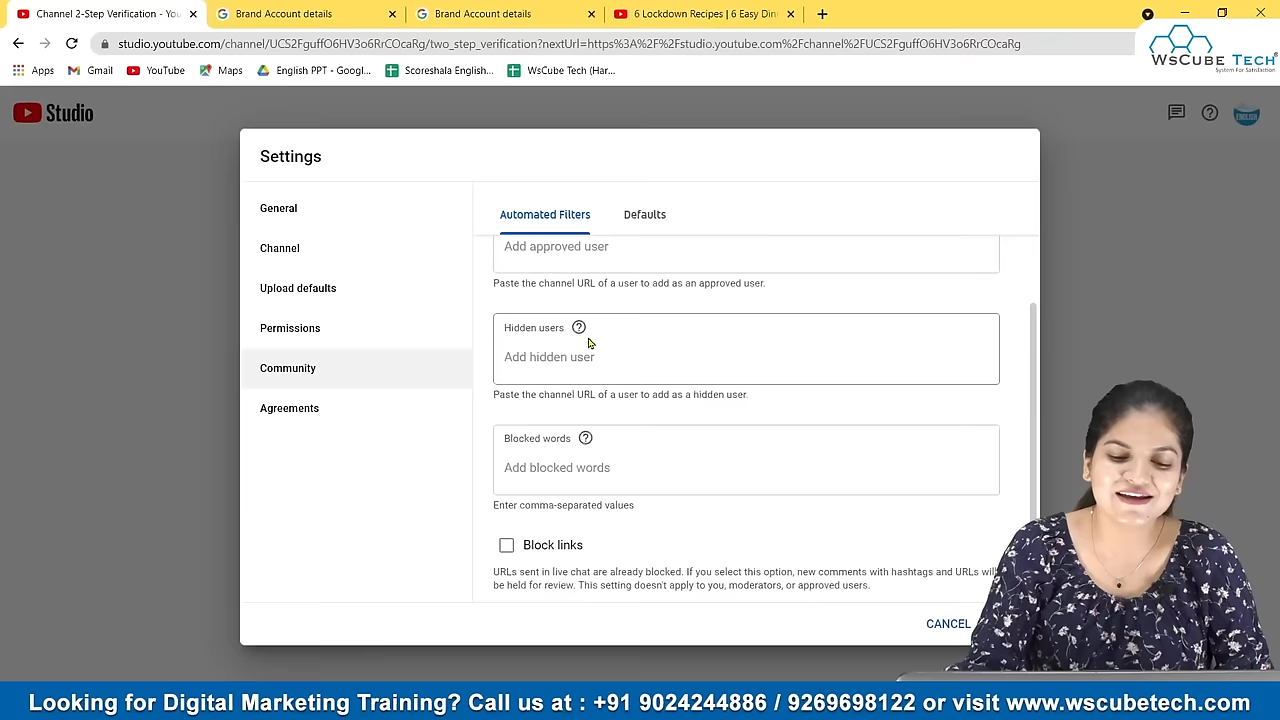 Channel 2-Step Verification - You
Brand Account details
Brand Account details
6 Lockdown Recipes | 6 Easy Din
studio.youtube.com/channel/UCS2FguffO6HV3o6RrCOcaRg/two_step_verification?nextUrl=https%3A%2F%2Fstudio.youtube.com%2Fchannel%2FUCS2FguffO6HV3o6RrCOcaRg
WsCube Tech®
System For Satisfaction
Apps
Gmail
YouTube
Maps
English PPT - Googl...
Scoreshala English...
WsCube Tech (Har...
Studio
ENGLISH
Settings
General
Channel
Upload defaults
Permissions
Community
Agreements
Automated Filters
Defaults
Add approved user
Paste the channel URL of a user to add as an approved user.
Hidden users
Add hidden user
Paste the channel URL of a user to add as a hidden user.
Blocked words
Add blocked words
Enter comma-separated values
Block links
URLs sent in live chat are already blocked. If you select this option, new comments with hashtags and URLs will
be held for review. This setting doesn't apply to you, moderators, or approved users.
CANCEL
Looking for Digital Marketing Training? Call us at : +91 9024244886 / 9269698122 or visit www.wscubetech.com